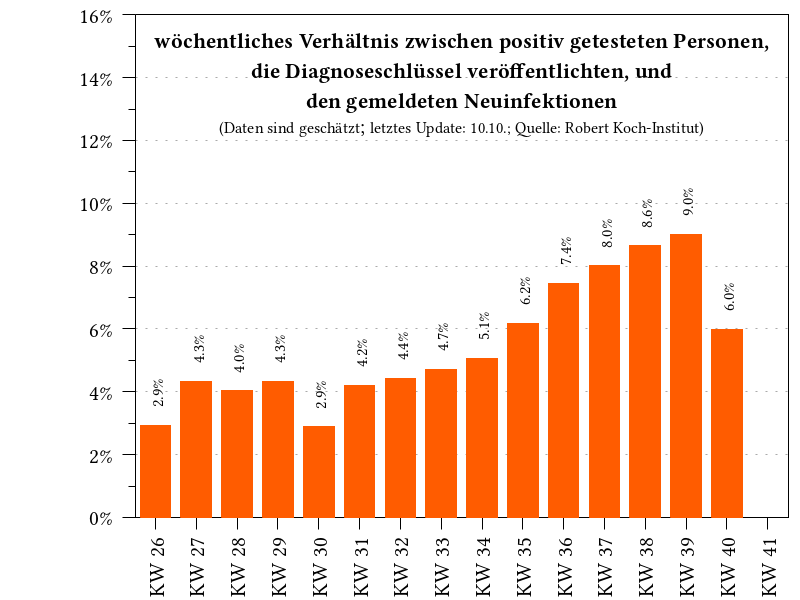 16%
wöchentliches Verhältnis zwischen positiv getesteten Personen,
die Diagnoseschlüssel veröffentlichten, und
14%
den gemeldeten Neuinfektionen
(Daten sind geschätzt; letztes Update: 10.10.; Quelle: Robert Koch-Institut)
12%
10%
8%
6%
4%
2%
0%
2.9%
4.3%
4.0%
4.3%
2.9%
4.2%
4.4%
4.7%
5.1%
6.2%
7.4%
8.0%
8.6%
9.0%
6.0%
KW 26
KW 27
KW 28
KW 29
KW 30
KW 31
KW 32
KW 33
KW 34
KW 35
KW 36
KW 37
KW 38
KW 39
KW 40
KW 41